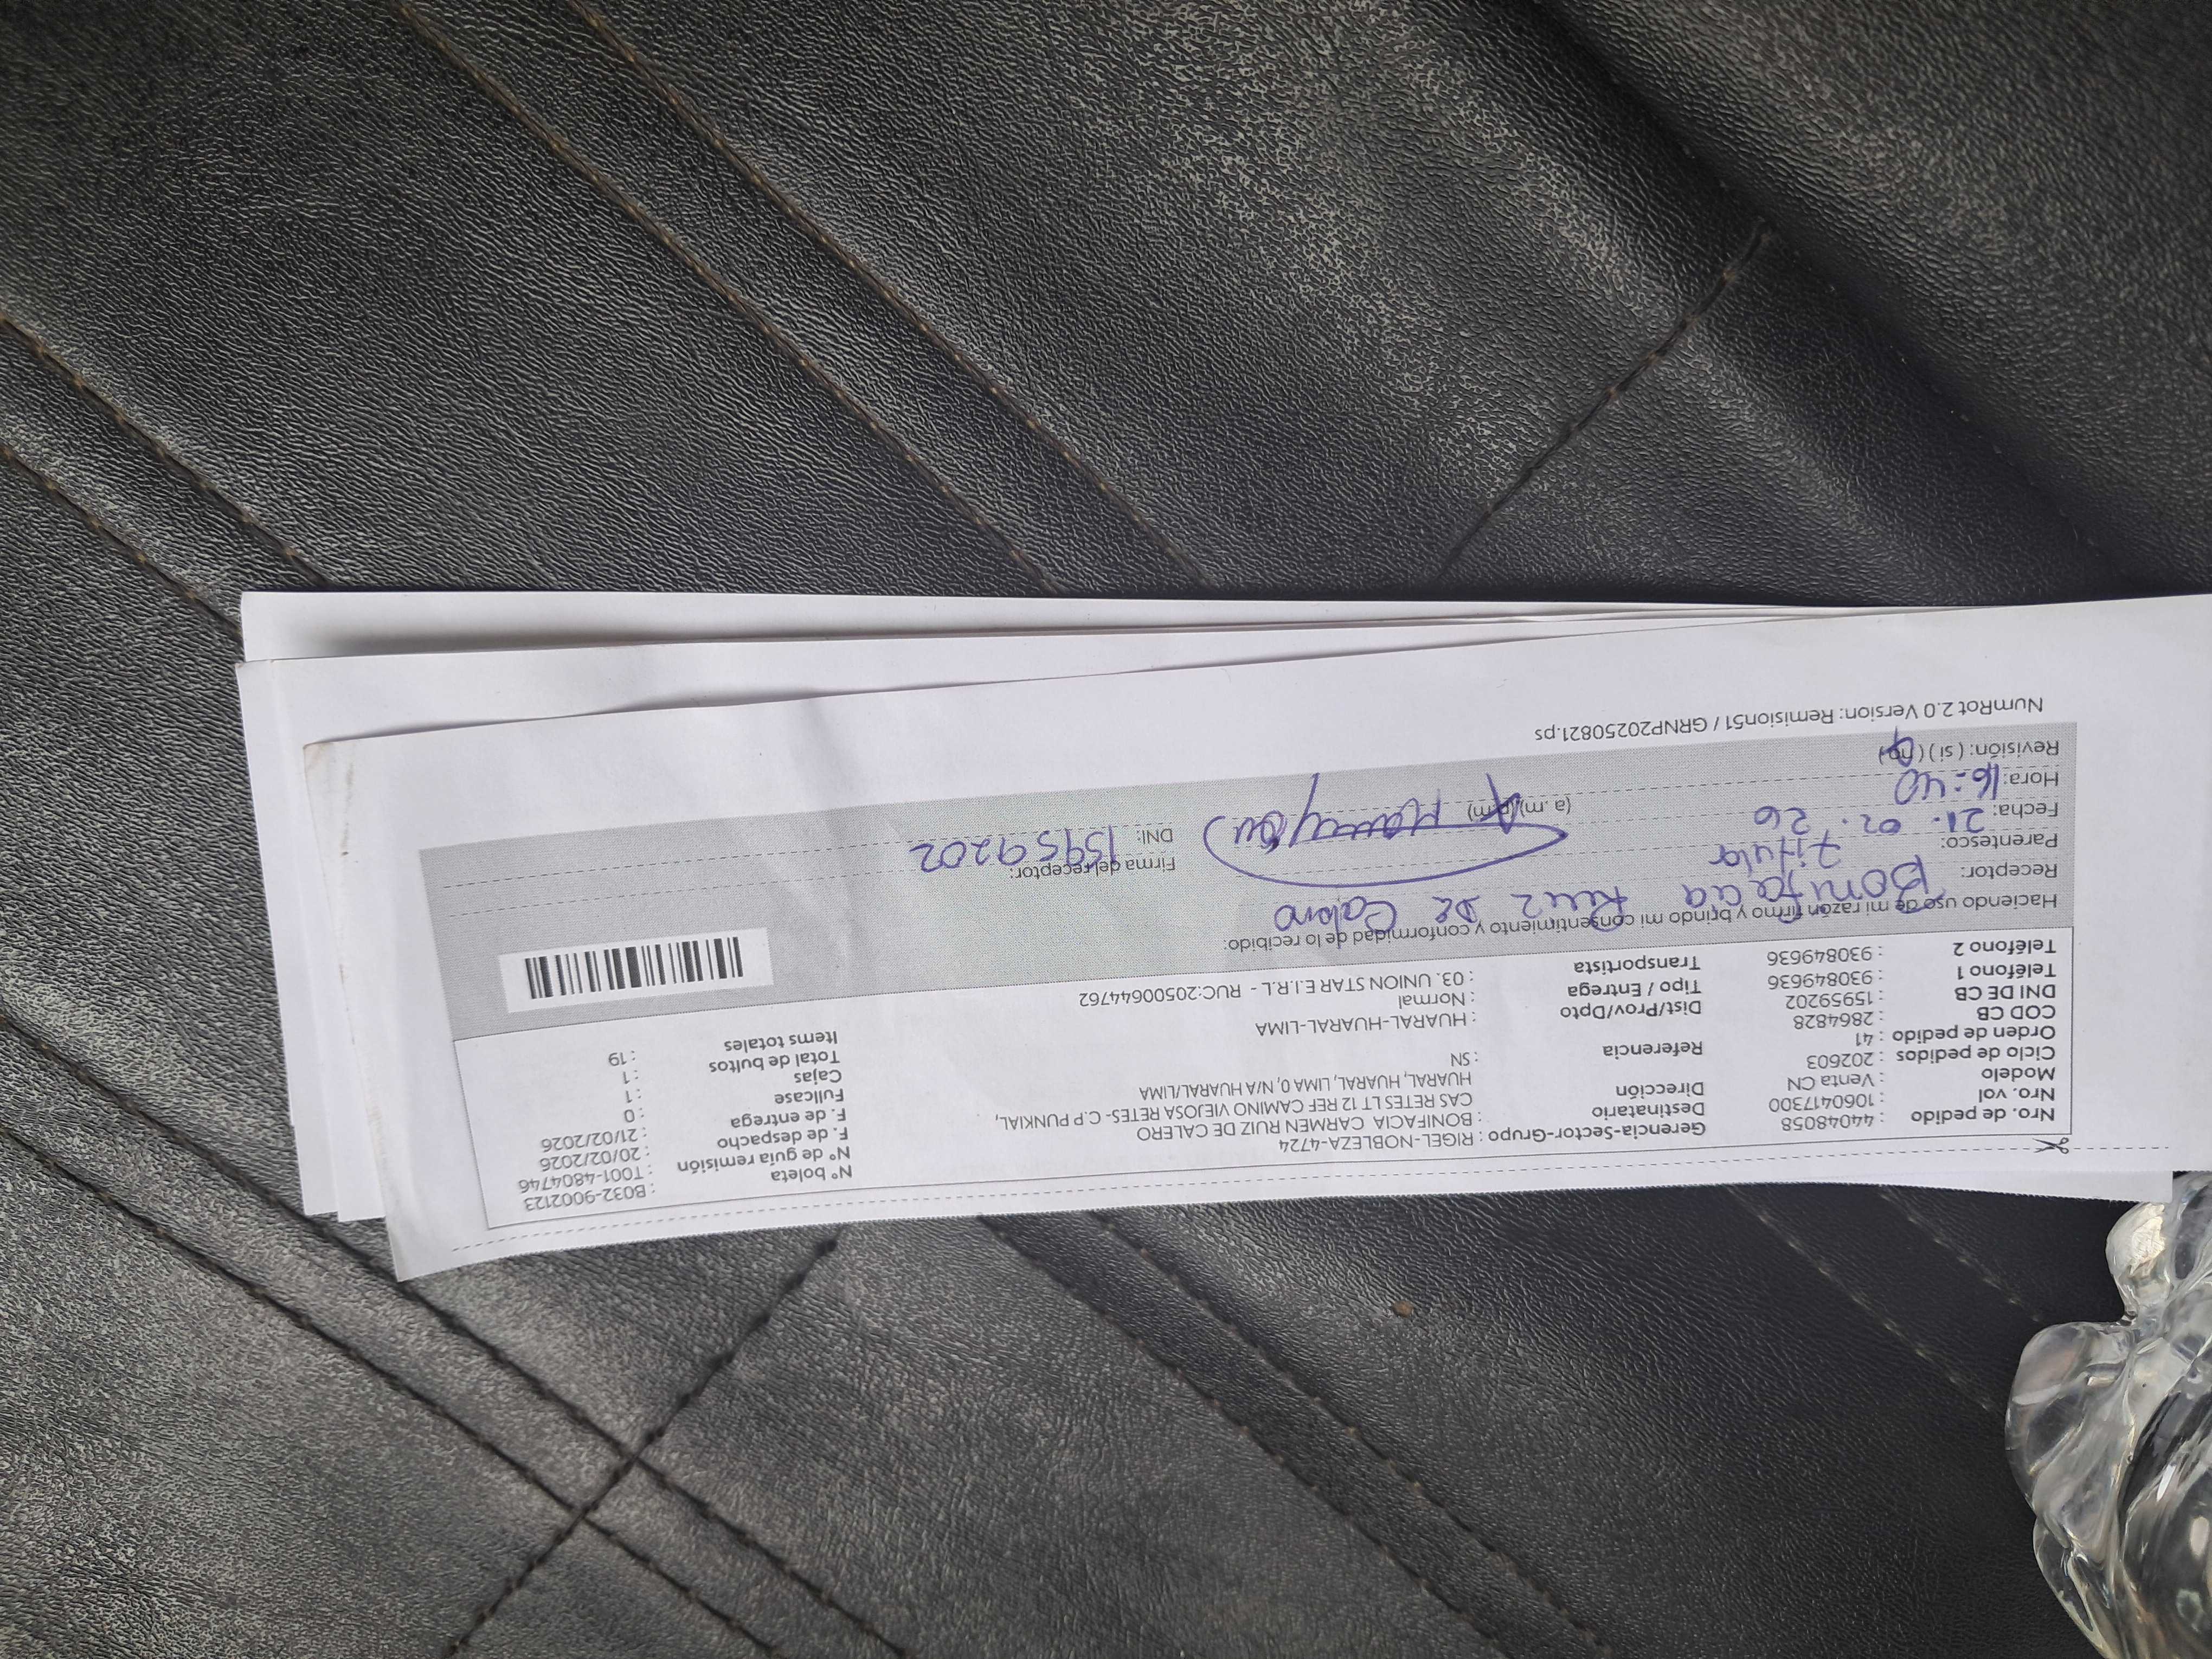 Nro. de pedido : 44048058
Nro. vol : 1060417300
Modelo : Venta CN
Ciclo de pedidos : 202603
Orden de pedido : 41
COD CB : 2864828
DNI DE CB : 15959202
Teléfono 1 : 930849636
Teléfono 2 : 930849636
Gerencia-Sector-Grupo : RIGEL-NOBLEZA-4724
Destinatario : BONIFACIA CARMEN RUIZ DE CALERO
Dirección CAS RETES LT 12 REF CAMINO VIEJOSA RETES- C.P PUNKIAL,
HUARAL, HUARAL, LIMA 0, N/A HUARAL/LIMA
Referencia : SN
Dist/Prov/Dpto : HUARAL-HUARAL-LIMA
Tipo / Entrega : Normal
Transportista : 03. UNION STAR E.I.R.L - RUC:20500644762
N° boleta : B032-9002123
N° de guía remisión : T001-4804746
F. de despacho : 20/02/2026
F. de entrega : 21/02/2026
Fullcase : 0
Cajas : 1
Total de bultos : 1
Items totales : 19
Haciendo uso de mi razón firmo y brindo mi consentimiento y conformidad de lo recibido:
Receptor: Bonifacia Ruiz de
Parentesco: Titular
Fecha: 21. 02. 26
Hora: 16:40 (a. m) (p.m)
Revisión: ( si ) ( no )
Firma del receptor:
DNI: 15959202
NumRot 2.0 Version: Remision51 / GRNP20250821.ps